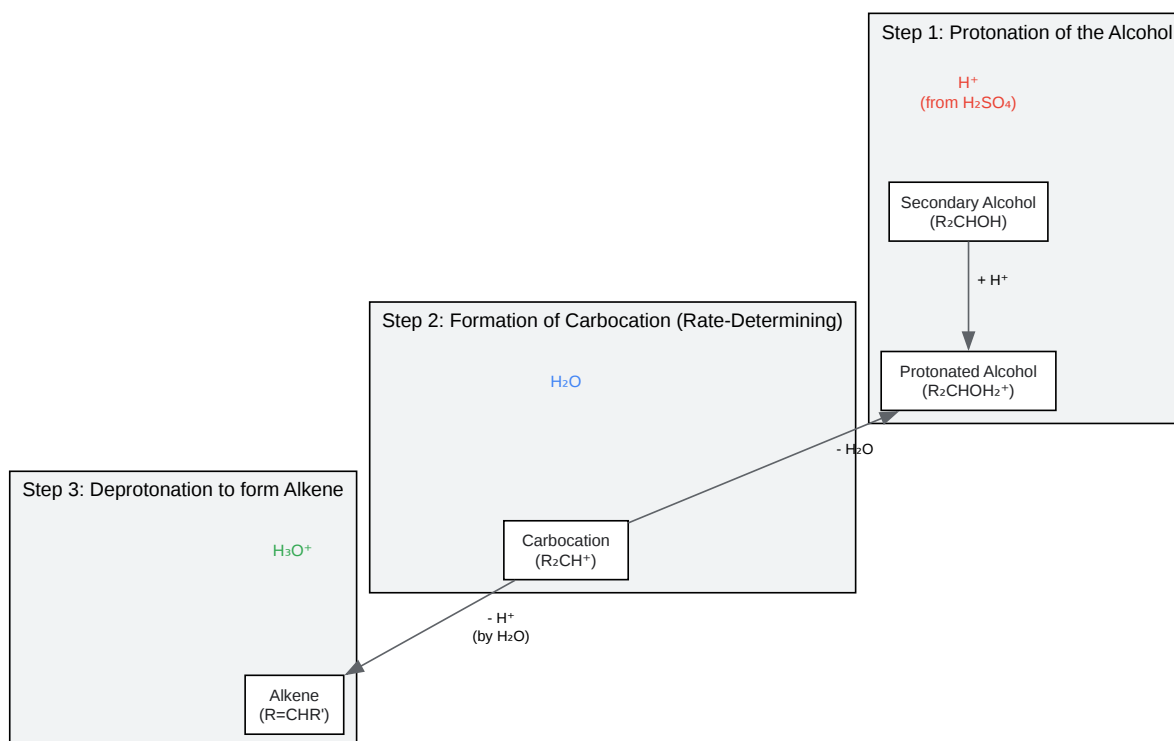 Step 1: Protonation of the Alcohol
H⁺
(from H₂SO₄)
Secondary Alcohol
(R₂CHOH)
+ H⁺
Protonated Alcohol
(R₂CHOH₂⁺)
Step 2: Formation of Carbocation (Rate-Determining)
H₂O
- H₂O
Carbocation
(R₂CH⁺)
Step 3: Deprotonation to form Alkene
H₃O⁺
- H⁺
(by H₂O)
Alkene
(R=CHR')